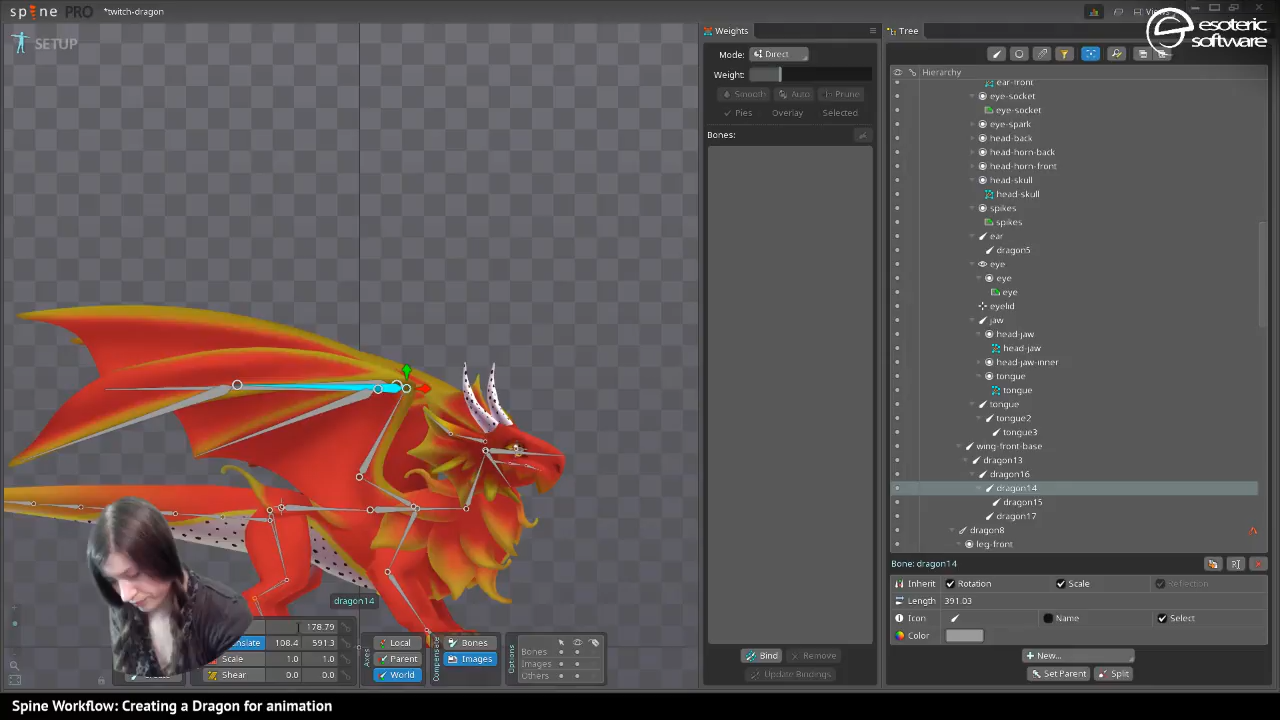 spine PRO *twitch-dragon
Views
esoteric
software
SETUP
Weights
Tree
Mode: Direct
Weight:
Smooth Auto Prune
Pies Overlay Selected
Bones:
Hierarchy
ear-front
eye-socket
eye-socket
eye-spark
head-back
head-horn-back
head-horn-front
head-skull
head-skull
spikes
spikes
ear
dragon5
eye
eye
eye
eyelid
jaw
head-jaw
head-jaw
head-jaw-inner
tongue
tongue
tongue
tongue2
tongue3
wing-front-base
dragon13
dragon16
dragon14
dragon15
dragon17
dragon8
leg-front
Bone: dragon14
Inherit Rotation Scale Reflection
Length 391.03
Icon Name Select
Color
New...
Set Parent Split
Bind Remove
Update Bindings
dragon14
178.79
108.4 591.3
Scale 1.0 1.0
Shear 0.0 0.0
Axes
Local
Parent
World
Compensate
Bones
Images
Options
Bones
Images
Others
Spine Workflow: Creating a Dragon for animation